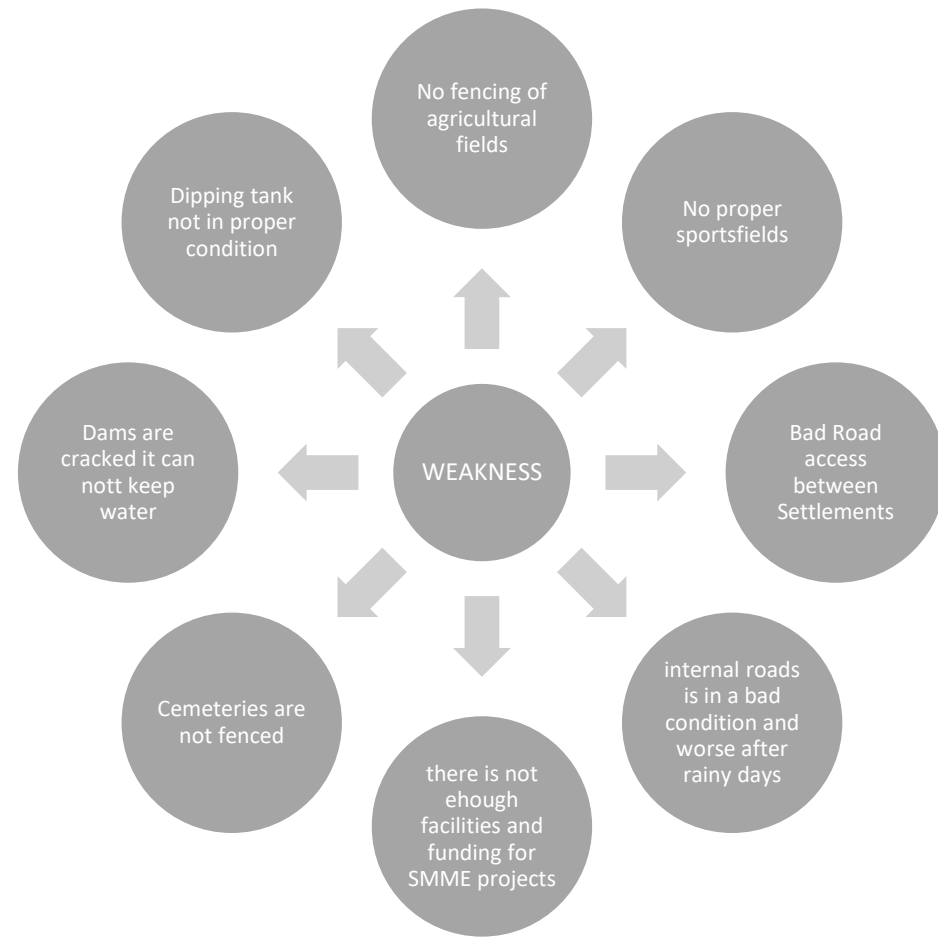 No fencing of
agricultural
fields
No proper
sportsfields
Bad Road
access
between
Settlements
internal roads
is in a bad
condition and
worse after
rainy days
there is not
ehough
facilities and
funding for
SMME projects
Cemeteries are
not fenced
Dams are
cracked it can
nott keep
water
Dipping tank
not in proper
condition
WEAKNESS